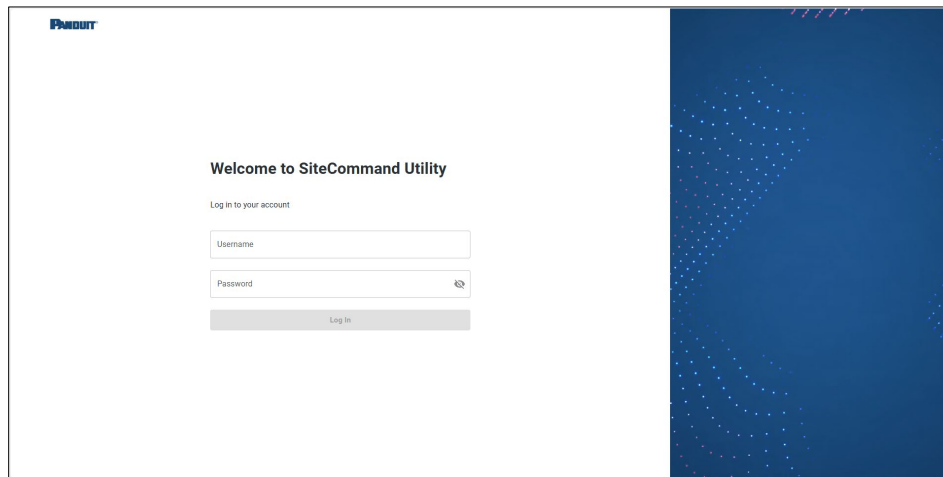 PANDUIT
Welcome to SiteCommand Utility
Log in to your account
Username
Password
Log In